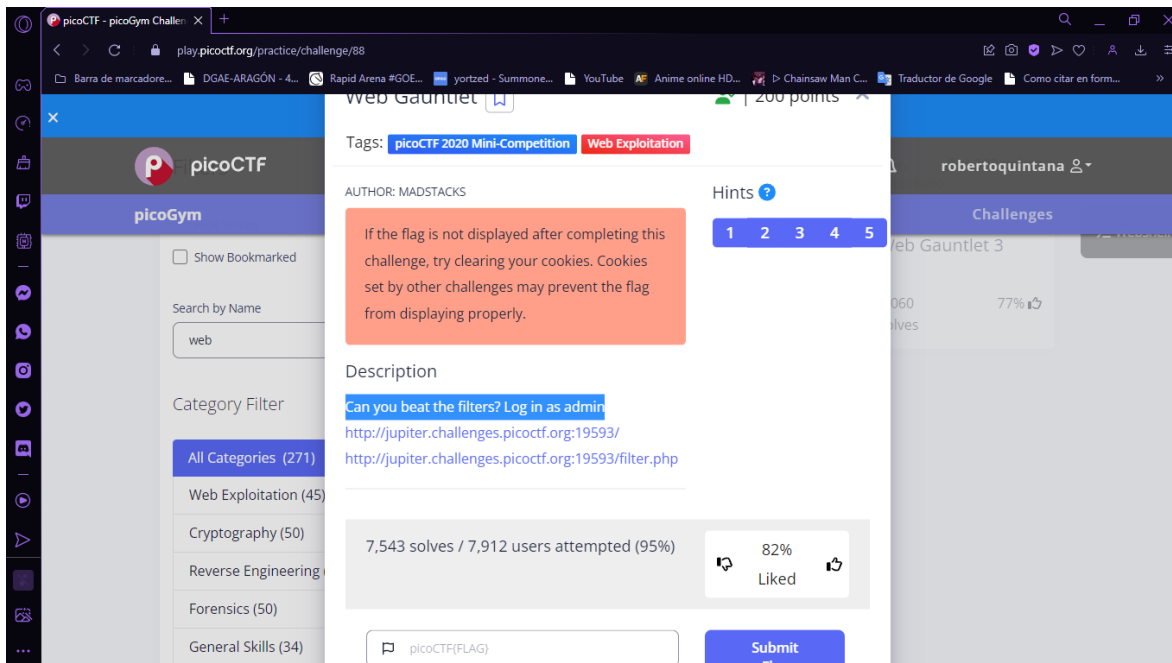 picoCTF - picoGym Challen
play.picoctf.org/practice/challenge/88
Barra de marcadore...
DGAE-ARAGÓN - 4...
Rapid Arena #GOE...
yortzed - Summone...
YouTube
Anime online HD...
Chainsaw Man C...
Traductor de Google
Como citar en form...
»
Web Gauntlet
| 200 points
Tags: picoCTF 2020 Mini-Competition Web Exploitation
picoCTF
robertoquintana
picoGym
Challenges
AUTHOR: MADSTACKS
Hints ?
1 2 3 4 5
If the flag is not displayed after completing this
challenge, try clearing your cookies. Cookies
set by other challenges may prevent the flag
from displaying properly.
Show Bookmarked
Search by Name
web
Category Filter
All Categories (271)
Web Exploitation (45)
Cryptography (50)
Reverse Engineering
Forensics (50)
General Skills (34)
eb Gauntlet 3
060
lves
77%
Description
Can you beat the filters? Log in as admin
http://jupiter.challenges.picoctf.org:19593/
http://jupiter.challenges.picoctf.org:19593/filter.php
7,543 solves / 7,912 users attempted (95%)
82%
Liked
picoCTF{FLAG}
Submit